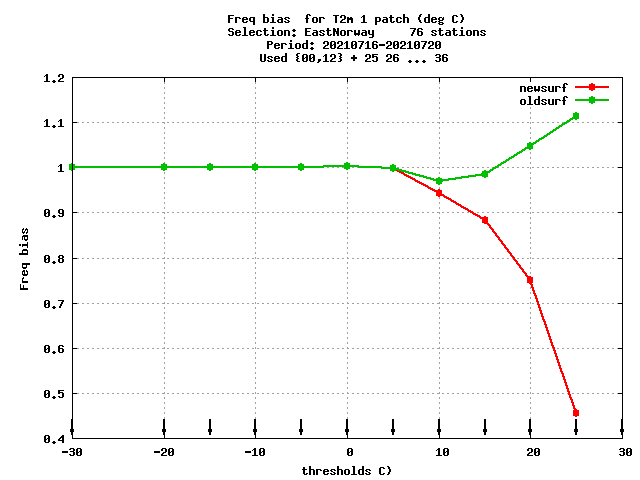 Freq bias  for T2m 1 patch (deg C)
Selection: EastNorway     76 stations
Period: 20210716-20210720
Used {00,12} + 25 26 ... 36
newsurf
oldsurf
1.2
1.1
1
0.9
0.8
0.7
0.6
0.5
0.4
Freq bias
-30
-20
-10
0
10
20
30
thresholds C)